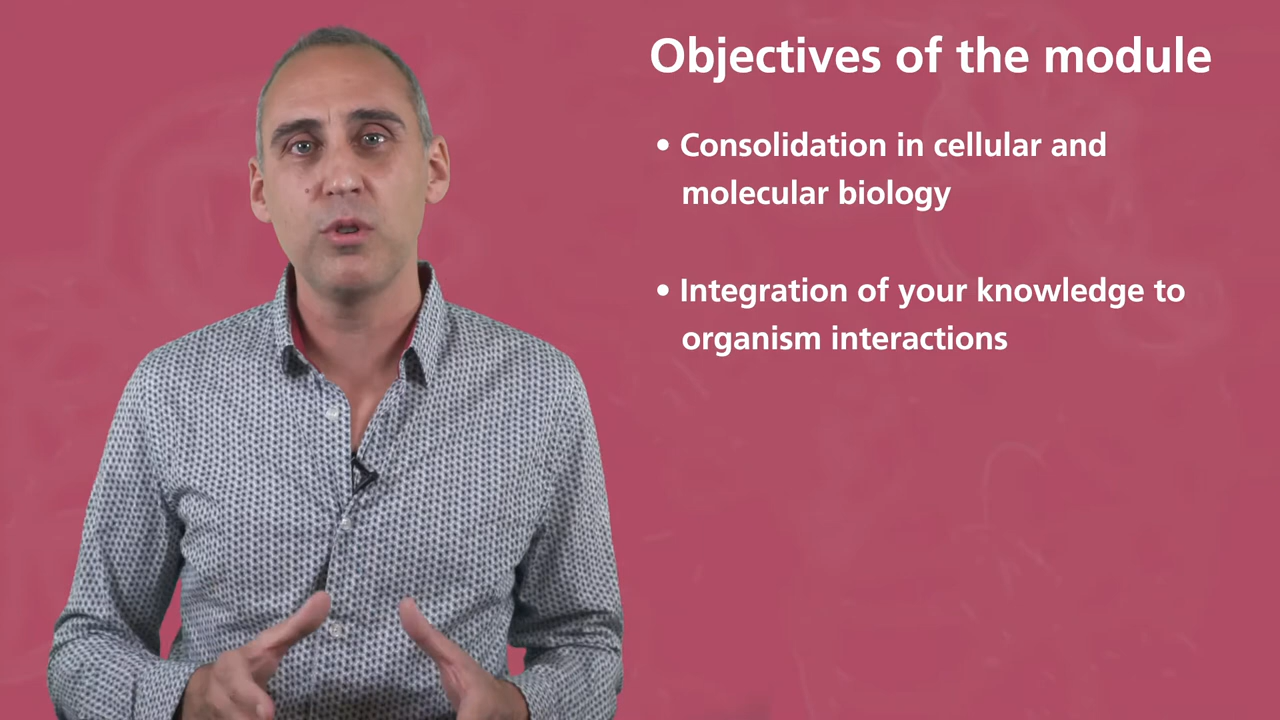 Objectives of the module
• Consolidation in cellular and
molecular biology
• Integration of your knowledge to
organism interactions